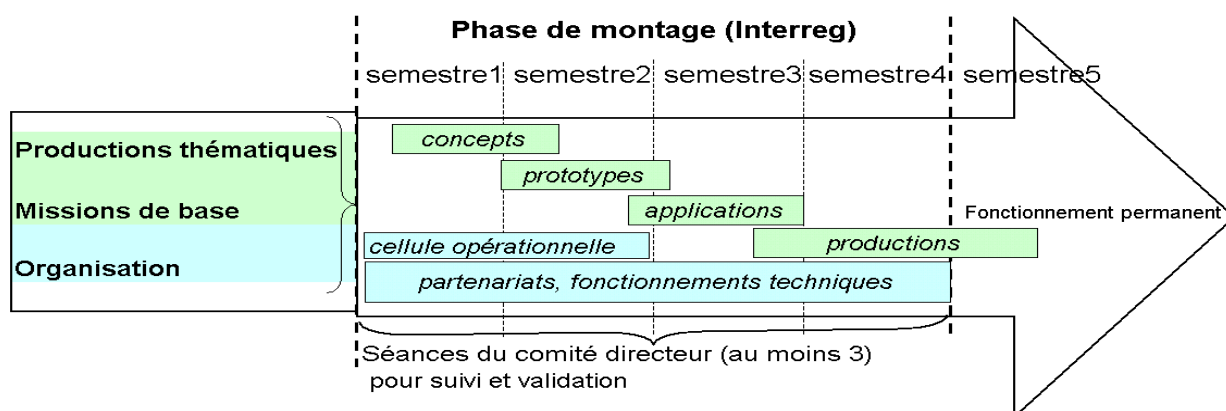 Phase de montage (Interreg)
semestre1 semestre2 semestre3 semestre4 semestre5
Productions thématiques
concepts
prototypes
Missions de base
applications
Fonctionnement permanent
productions
cellule opérationnelle
Organisation
partenariats, fonctionnements techniques
Séances du comité directeur (au moins 3)
pour suivi et validation